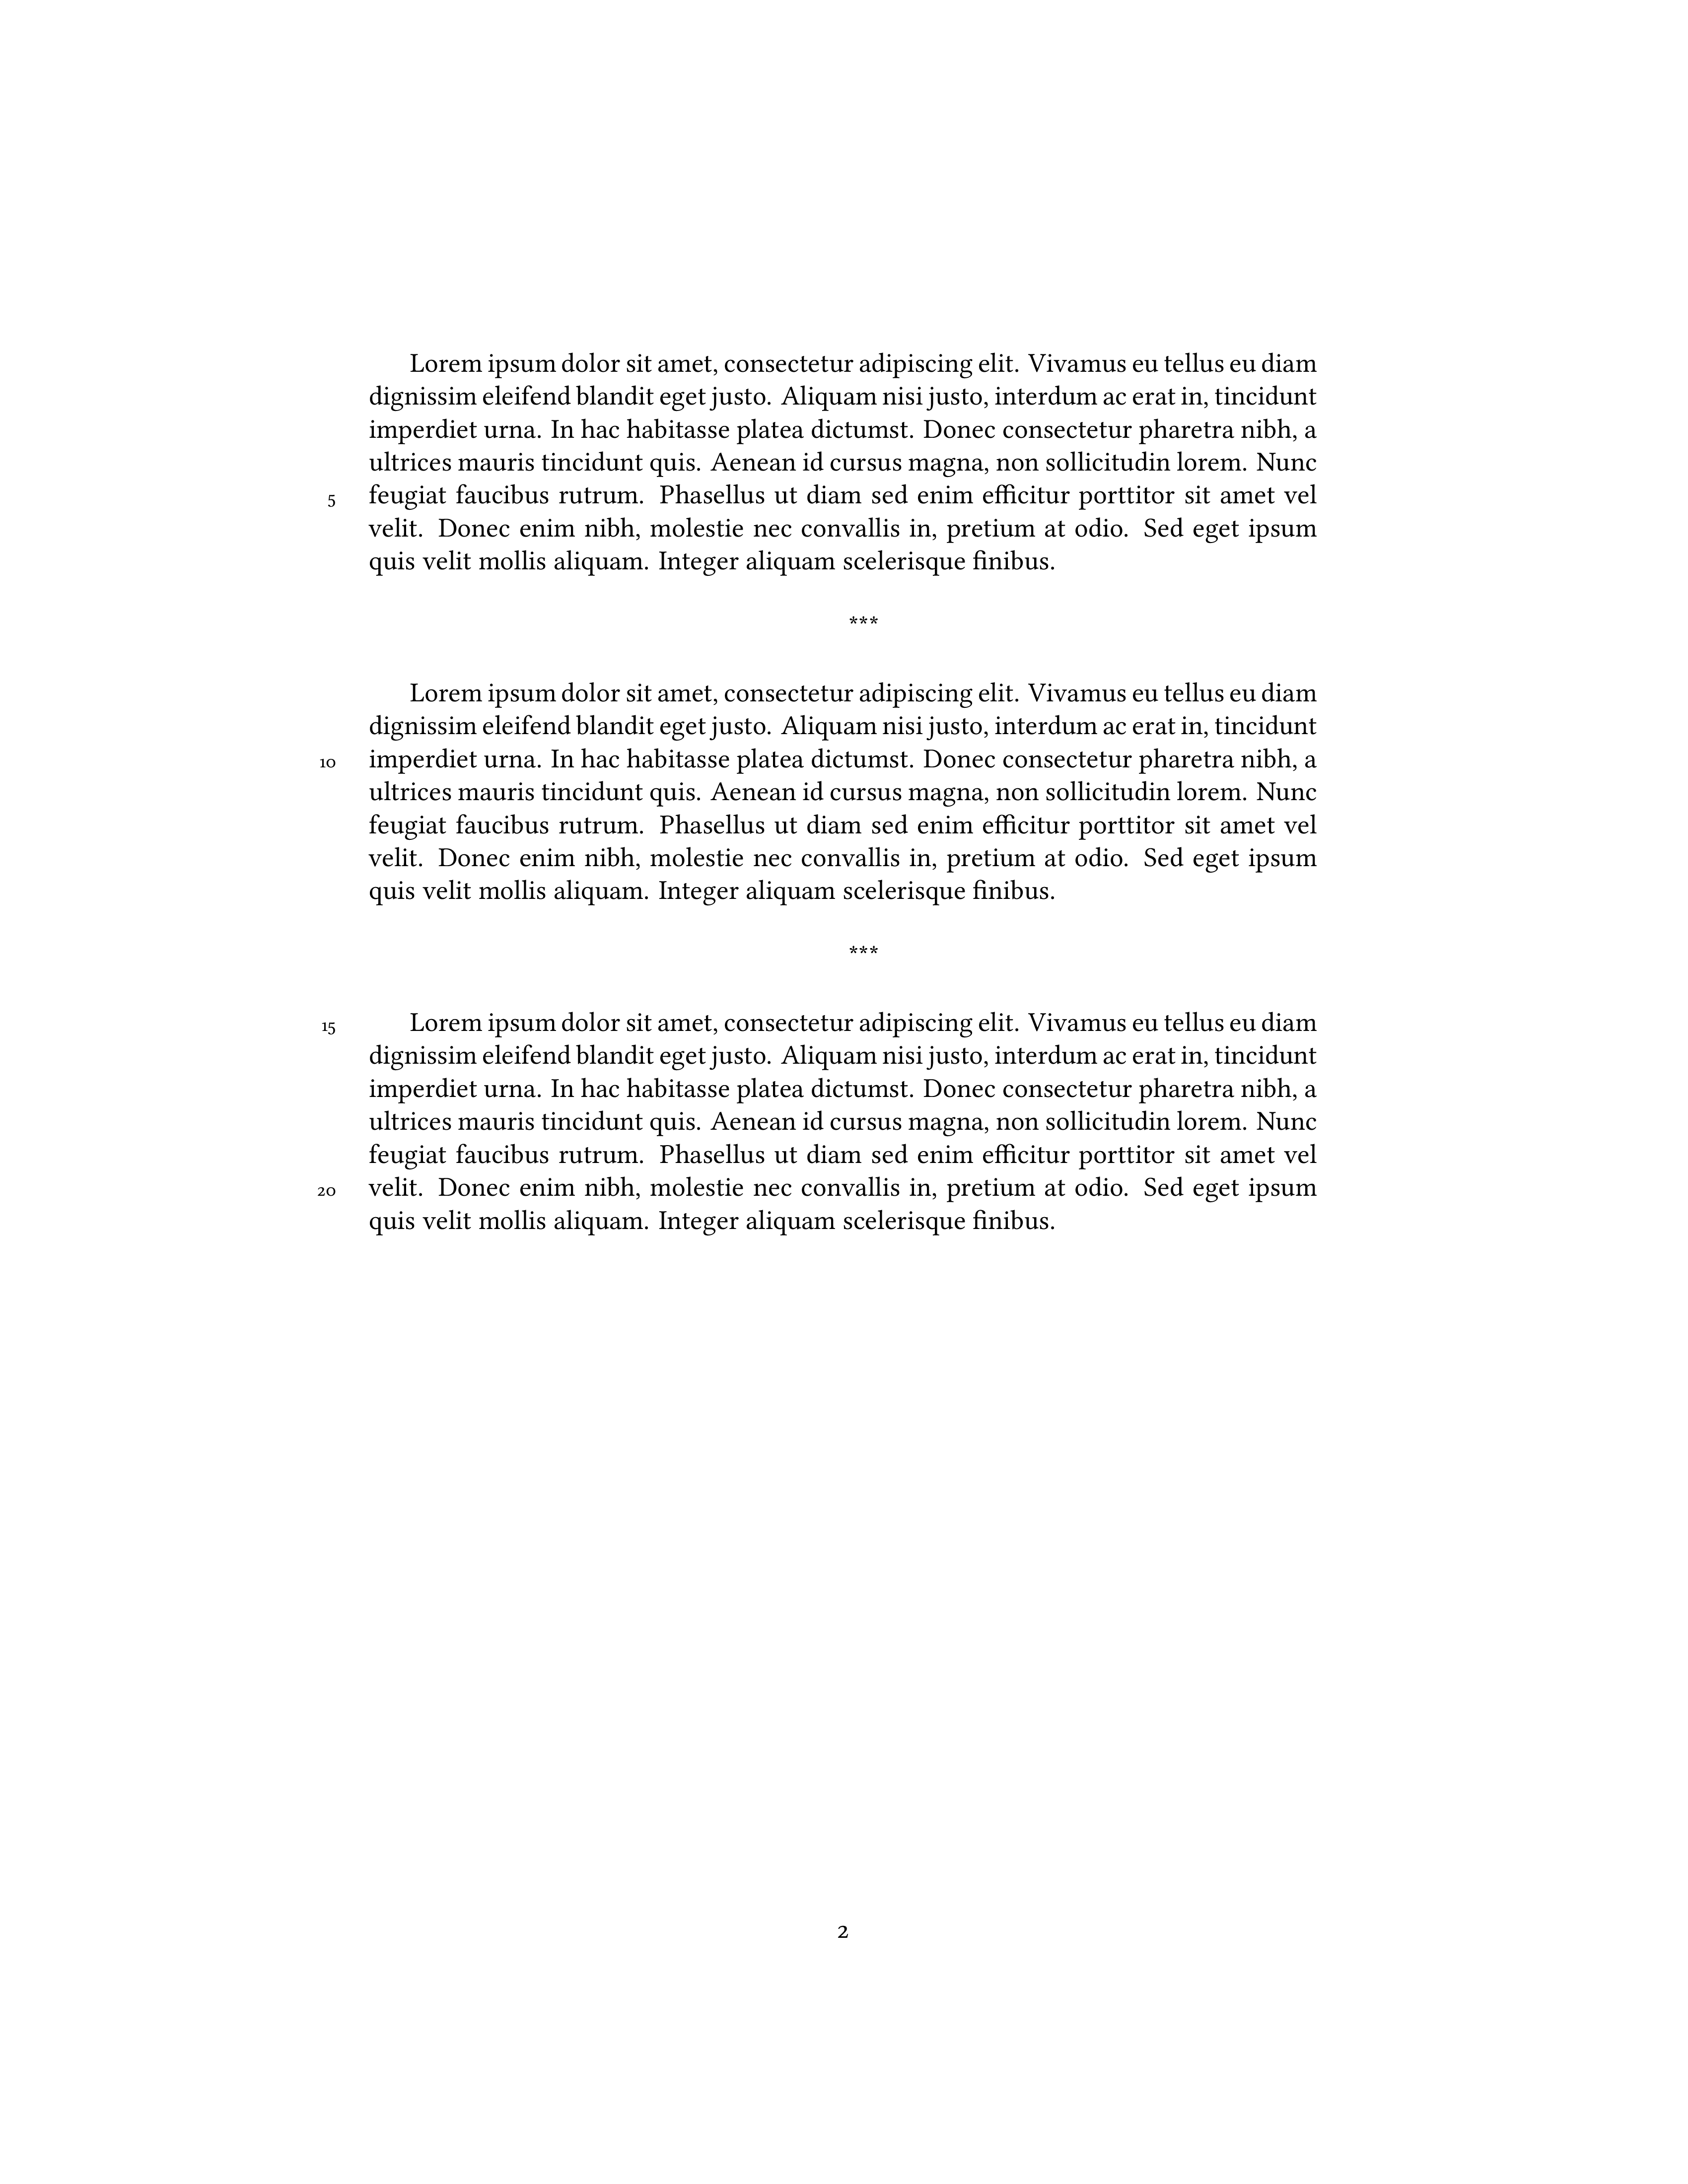 Lorem ipsum dolor sit amet, consectetur adipiscing elit. Vivamus eu tellus eu diam
dignissim eleifend blandit eget justo. Aliquam nisi justo, interdum ac erat in, tincidunt
imperdiet urna. In hac habitasse platea dictumst. Donec consectetur pharetra nibh, a
ultrices mauris tincidunt quis. Aenean id cursus magna, non sollicitudin lorem. Nunc
5 feugiat faucibus rutrum. Phasellus ut diam sed enim efficitur porttitor sit amet vel
velit. Donec enim nibh, molestie nec convallis in, pretium at odio. Sed eget ipsum
quis velit mollis aliquam. Integer aliquam scelerisque finibus.
***
Lorem ipsum dolor sit amet, consectetur adipiscing elit. Vivamus eu tellus eu diam
dignissim eleifend blandit eget justo. Aliquam nisi justo, interdum ac erat in, tincidunt
10 imperdiet urna. In hac habitasse platea dictumst. Donec consectetur pharetra nibh, a
ultrices mauris tincidunt quis. Aenean id cursus magna, non sollicitudin lorem. Nunc
feugiat faucibus rutrum. Phasellus ut diam sed enim efficitur porttitor sit amet vel
velit. Donec enim nibh, molestie nec convallis in, pretium at odio. Sed eget ipsum
quis velit mollis aliquam. Integer aliquam scelerisque finibus.
***
15 Lorem ipsum dolor sit amet, consectetur adipiscing elit. Vivamus eu tellus eu diam
dignissim eleifend blandit eget justo. Aliquam nisi justo, interdum ac erat in, tincidunt
imperdiet urna. In hac habitasse platea dictumst. Donec consectetur pharetra nibh, a
ultrices mauris tincidunt quis. Aenean id cursus magna, non sollicitudin lorem. Nunc
feugiat faucibus rutrum. Phasellus ut diam sed enim efficitur porttitor sit amet vel
20 velit. Donec enim nibh, molestie nec convallis in, pretium at odio. Sed eget ipsum
quis velit mollis aliquam. Integer aliquam scelerisque finibus.
2